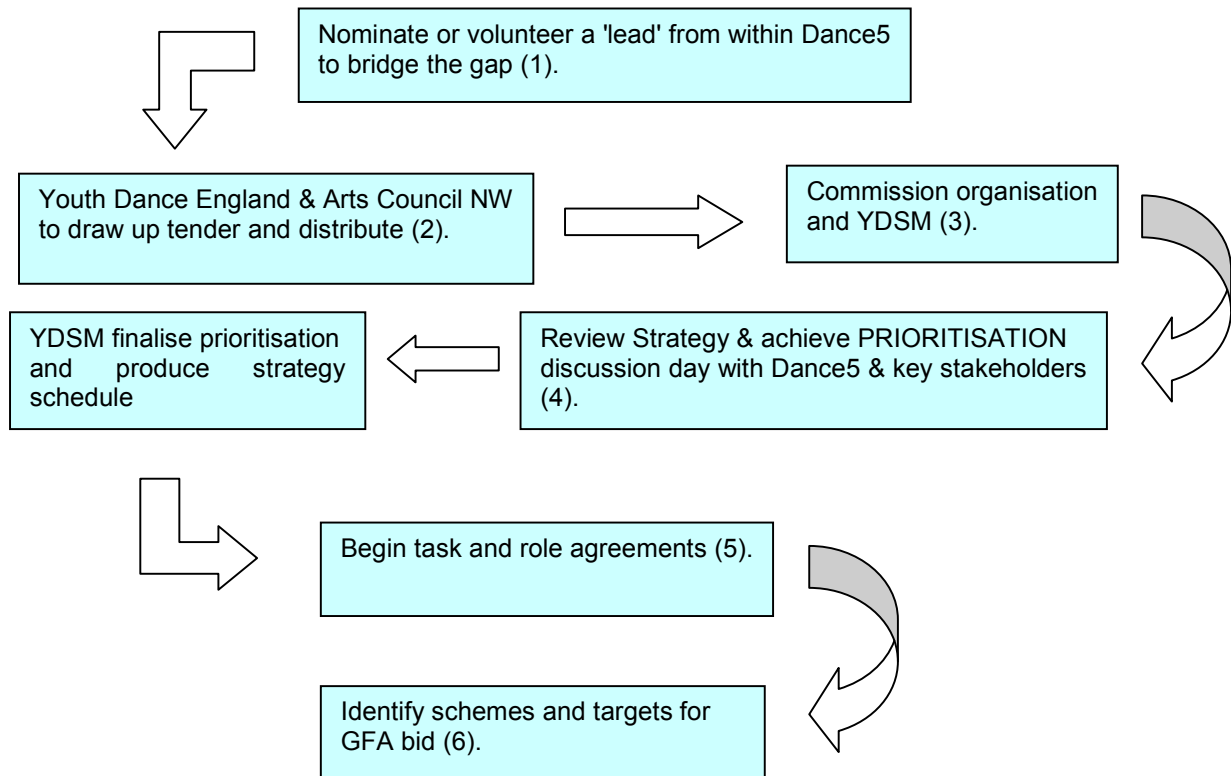 Nominate or volunteer a 'lead' from within Dance5
to bridge the gap (1).
Youth Dance England & Arts Council NW
to draw up tender and distribute (2).
Commission organisation
and YDSM (3).
Review Strategy & achieve PRIORITISATION
discussion day with Dance5 & key stakeholders
(4).
YDSM finalise prioritisation
and produce strategy
schedule
Begin task and role agreements (5).
Identify schemes and targets for
GFA bid (6).